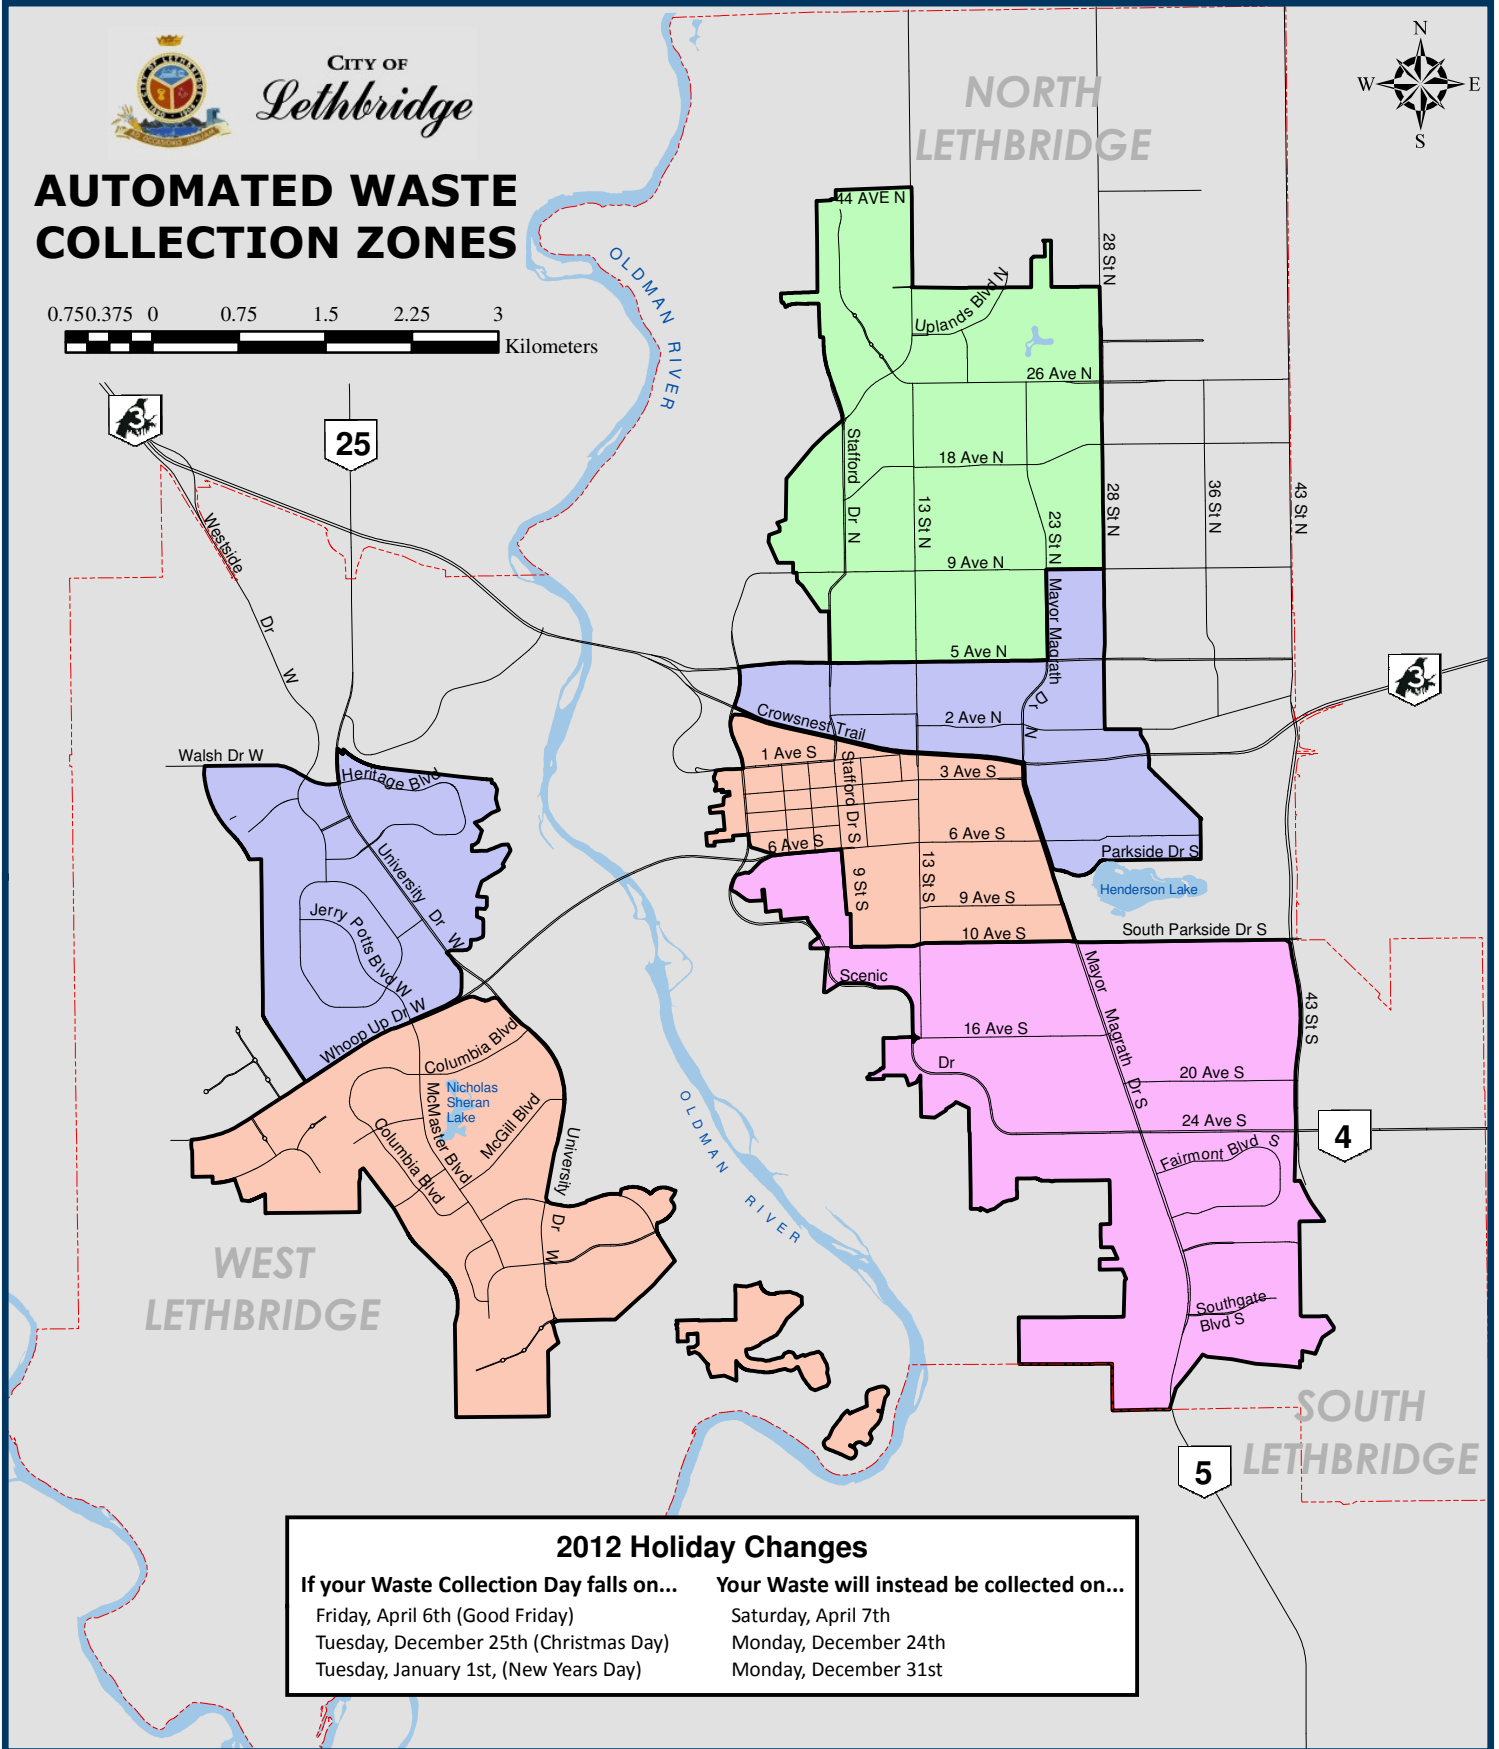 CITY OF
Lethbridge
AUTOMATED WASTE
COLLECTION ZONES
0.75 0.375 0 0.75 1.5 2.25 3
Kilometers
N
W E
S
NORTH
LETHBRIDGE
OLDMAN RIVER
44 AVE N
28 St N
Uplands Blvd N
26 Ave N
3
25
Stafford Dr N
18 Ave N
13 St N
23 St N
28 St N
36 St N
43 St N
Westside Dr W
9 Ave N
Mayor Magrath Dr N
5 Ave N
3
Crowsnest Trail
2 Ave N
Walsh Dr W
Heritage Blvd
1 Ave S
Stafford Dr S
3 Ave S
6 Ave S
6 Ave S
Parkside Dr S
University Dr W
9 St S
13 St S
Henderson Lake
9 Ave S
Jerry Potts Blvd W
10 Ave S
South Parkside Dr S
Scenic Dr
Mayor Magrath Dr S
43 St S
Whoop Up Dr W
16 Ave S
Columbia Blvd
20 Ave S
Nicholas
Sheran
Lake
McMaster Blvd
McGill Blvd
Columbia Blvd
University Dr W
OLDMAN RIVER
24 Ave S
4
Fairmont Blvd S
WEST
LETHBRIDGE
Southgate
Blvd S
SOUTH
LETHBRIDGE
5
2012 Holiday Changes
If your Waste Collection Day falls on... Your Waste will instead be collected on...
Friday, April 6th (Good Friday) Saturday, April 7th
Tuesday, December 25th (Christmas Day) Monday, December 24th
Tuesday, January 1st, (New Years Day) Monday, December 31st